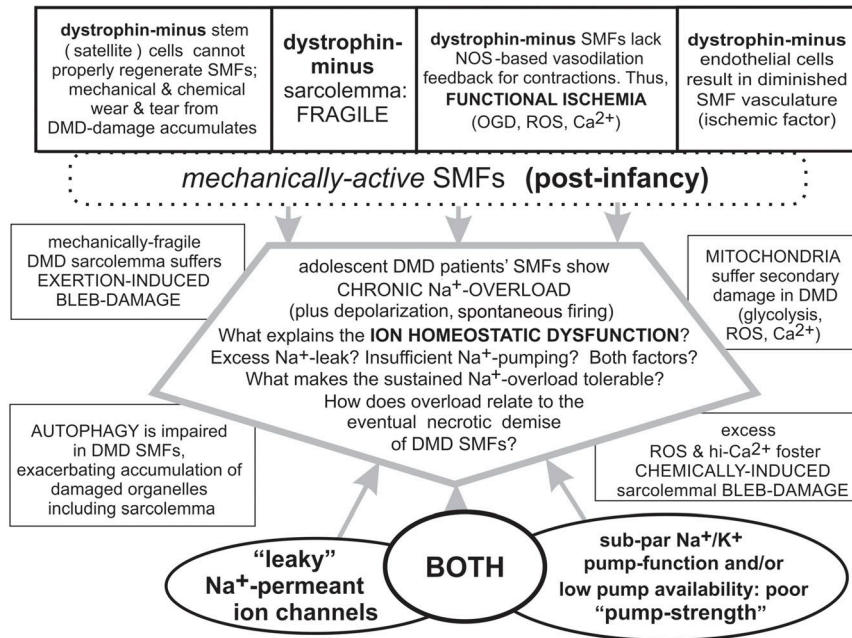 dystrophin-minus stem
(satellite) cells cannot
properly regenerate SMFs;
mechanical & chemical
wear & tear from
DMD-damage accumulates
dystrophin-
minus
sarcolemma:
FRAGILE
dystrophin-minus SMFs lack
NOS-based vasodilation
feedback for contractions. Thus,
FUNCTIONAL ISCHEMIA
(OGD, ROS, Ca2+)
dystrophin-minus
endothelial cells
result in diminished
SMF vasculature
(ischemic factor)
mechanically-active SMFs (post-infancy)
mechanically-fragile
DMD sarcolemma suffers
EXERTION-INDUCED
BLEB-DAMAGE
adolescent DMD patients' SMFs show
CHRONIC Na+-OVERLOAD
(plus depolarization, spontaneous firing)
What explains the ION HOMEOSTATIC DYSFUNCTION?
Excess Na+-leak? Insufficient Na+-pumping? Both factors?
What makes the sustained Na+-overload tolerable?
How does overload relate to the
eventual necrotic demise
of DMD SMFs?
MITOCHONDRIA
suffer secondary
damage in DMD
(glycolysis,
ROS, Ca2+)
AUTOPHAGY is impaired
in DMD SMFs,
exacerbating accumulation of
damaged organelles
including sarcolemma
excess
ROS & hi-Ca2+ foster
CHEMICALLY-INDUCED
sarcolemmal BLEB-DAMAGE
"leaky"
Na+-permeant
ion channels
BOTH
sub-par Na+/K+
pump-function and/or
low pump availability: poor
"pump-strength"